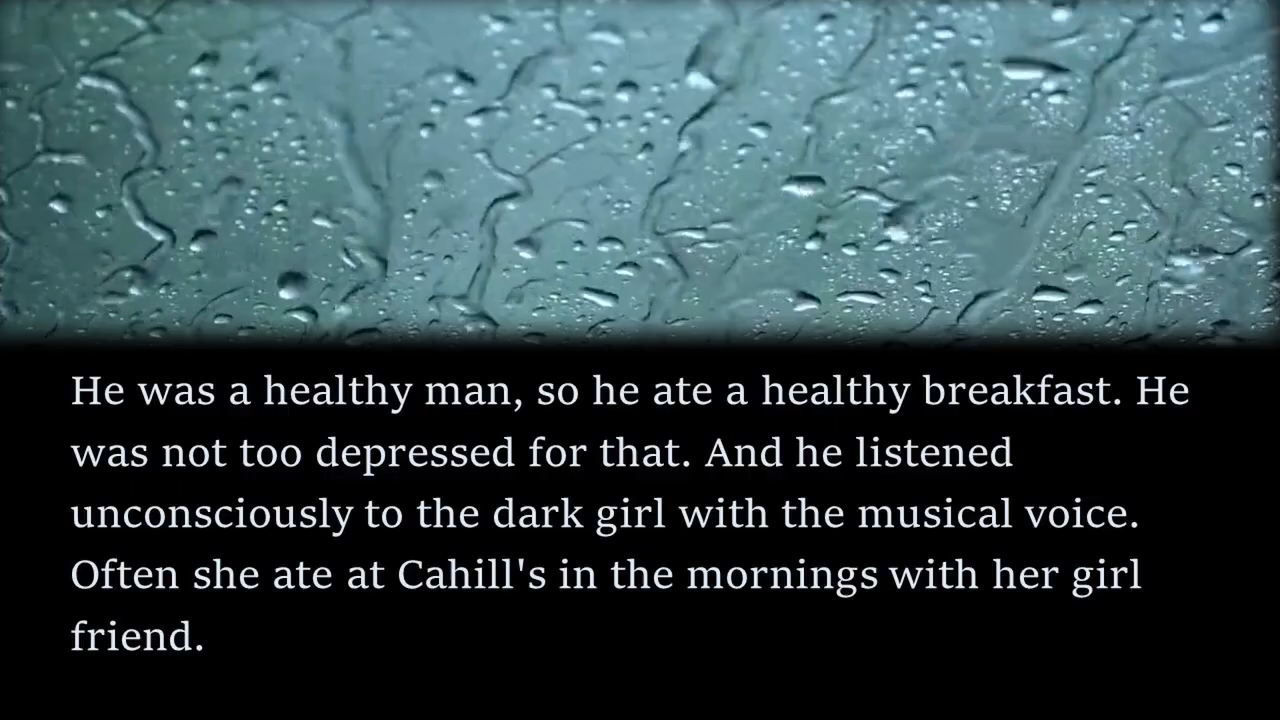 He was a healthy man, so he ate a healthy breakfast. He
was not too depressed for that. And he listened
unconsciously to the dark girl with the musical voice.
Often she ate at Cahill's in the mornings with her girl
friend.